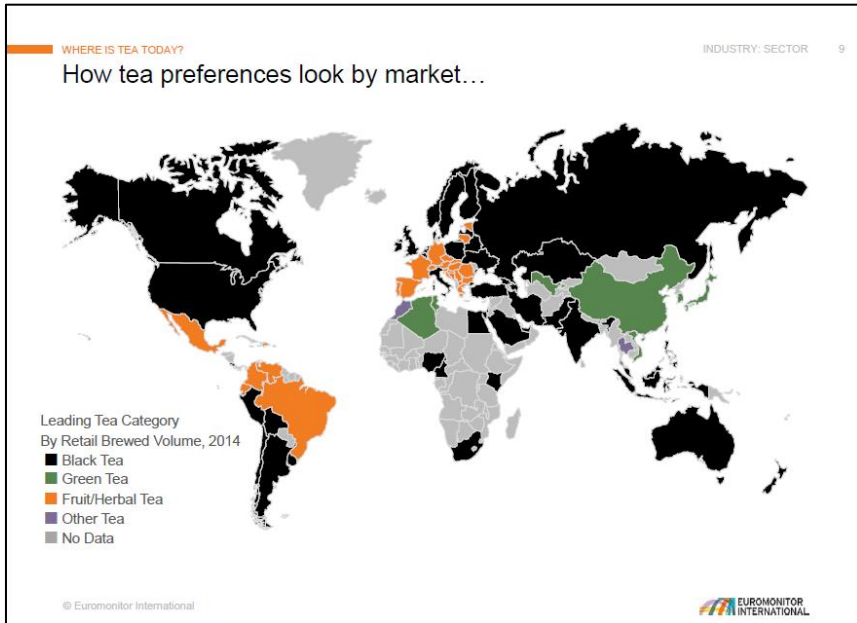 WHERE IS TEA TODAY?
INDUSTRY: SECTOR 9
How tea preferences look by market...
Leading Tea Category
By Retail Brewed Volume, 2014
Black Tea
Green Tea
Fruit/Herbal Tea
Other Tea
No Data
© Euromonitor International
EUROMONITOR
INTERNATIONAL